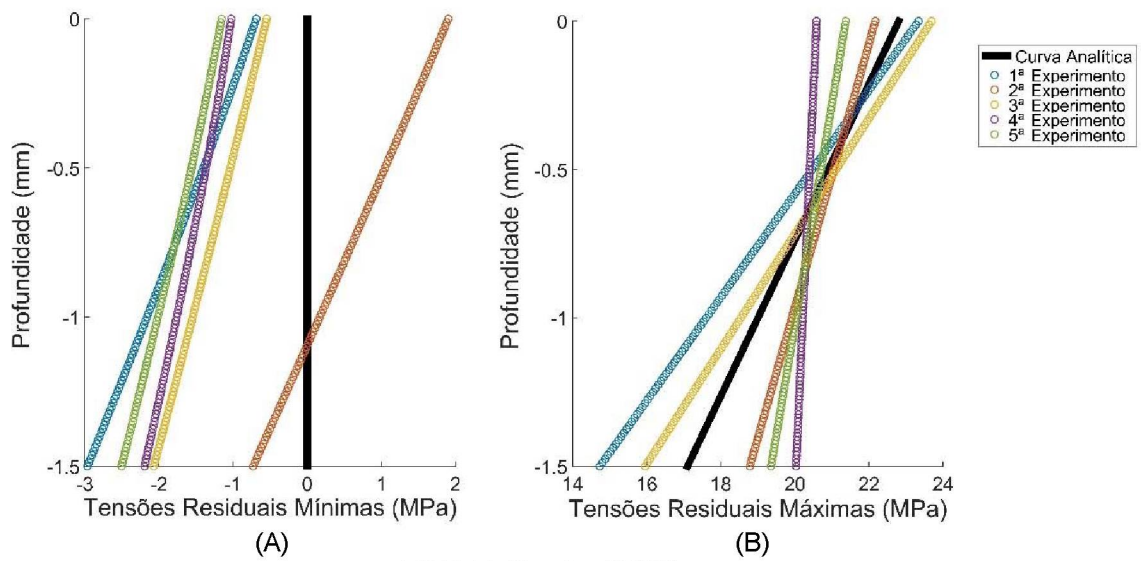 0
-0.5
-1
-1.5
Profundidade (mm)
-3
-2
-1
0
1
2
Tensões Residuais Mínimas (MPa)
(A)
0
-0.5
-1
-1.5
Profundidade (mm)
14
16
18
20
22
24
Tensões Residuais Máximas (MPa)
(B)
Curva Analítica
1ª Experimento
2ª Experimento
3ª Experimento
4ª Experimento
5ª Experimento